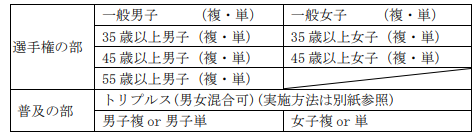 選手権の部
一般男子 （複・単） 一般女子 （複・単）
35 歳以上男子（複・単） 35 歳以上女子（複・単）
45 歳以上男子（複・単） 45 歳以上女子（複・単）
55 歳以上男子（複・単）
普及の部
トリプルス(男女混合可)(実施方法は別紙参照)
男子複 or 男子単 女子複 or 単